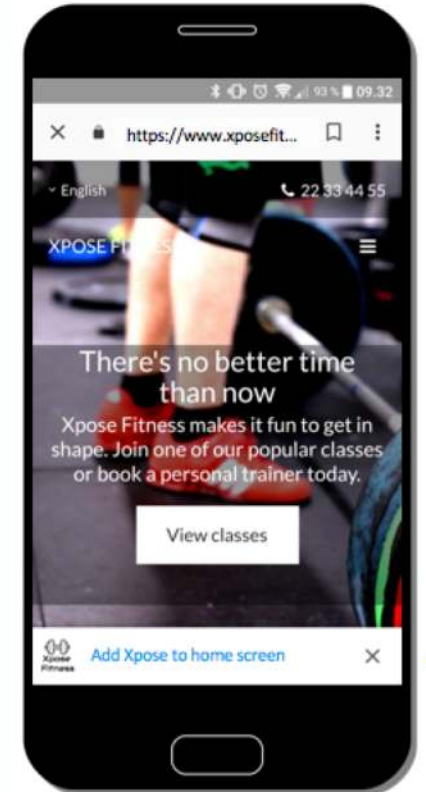 93 % 09.32
https://www.xposefit...
English 22 33 44 55
XPOSE FITNESS
There's no better time
than now
Xpose Fitness makes it fun to get in
shape. Join one of our popular classes
or book a personal trainer today.
View classes
Xpose
Fitness
Add Xpose to home screen